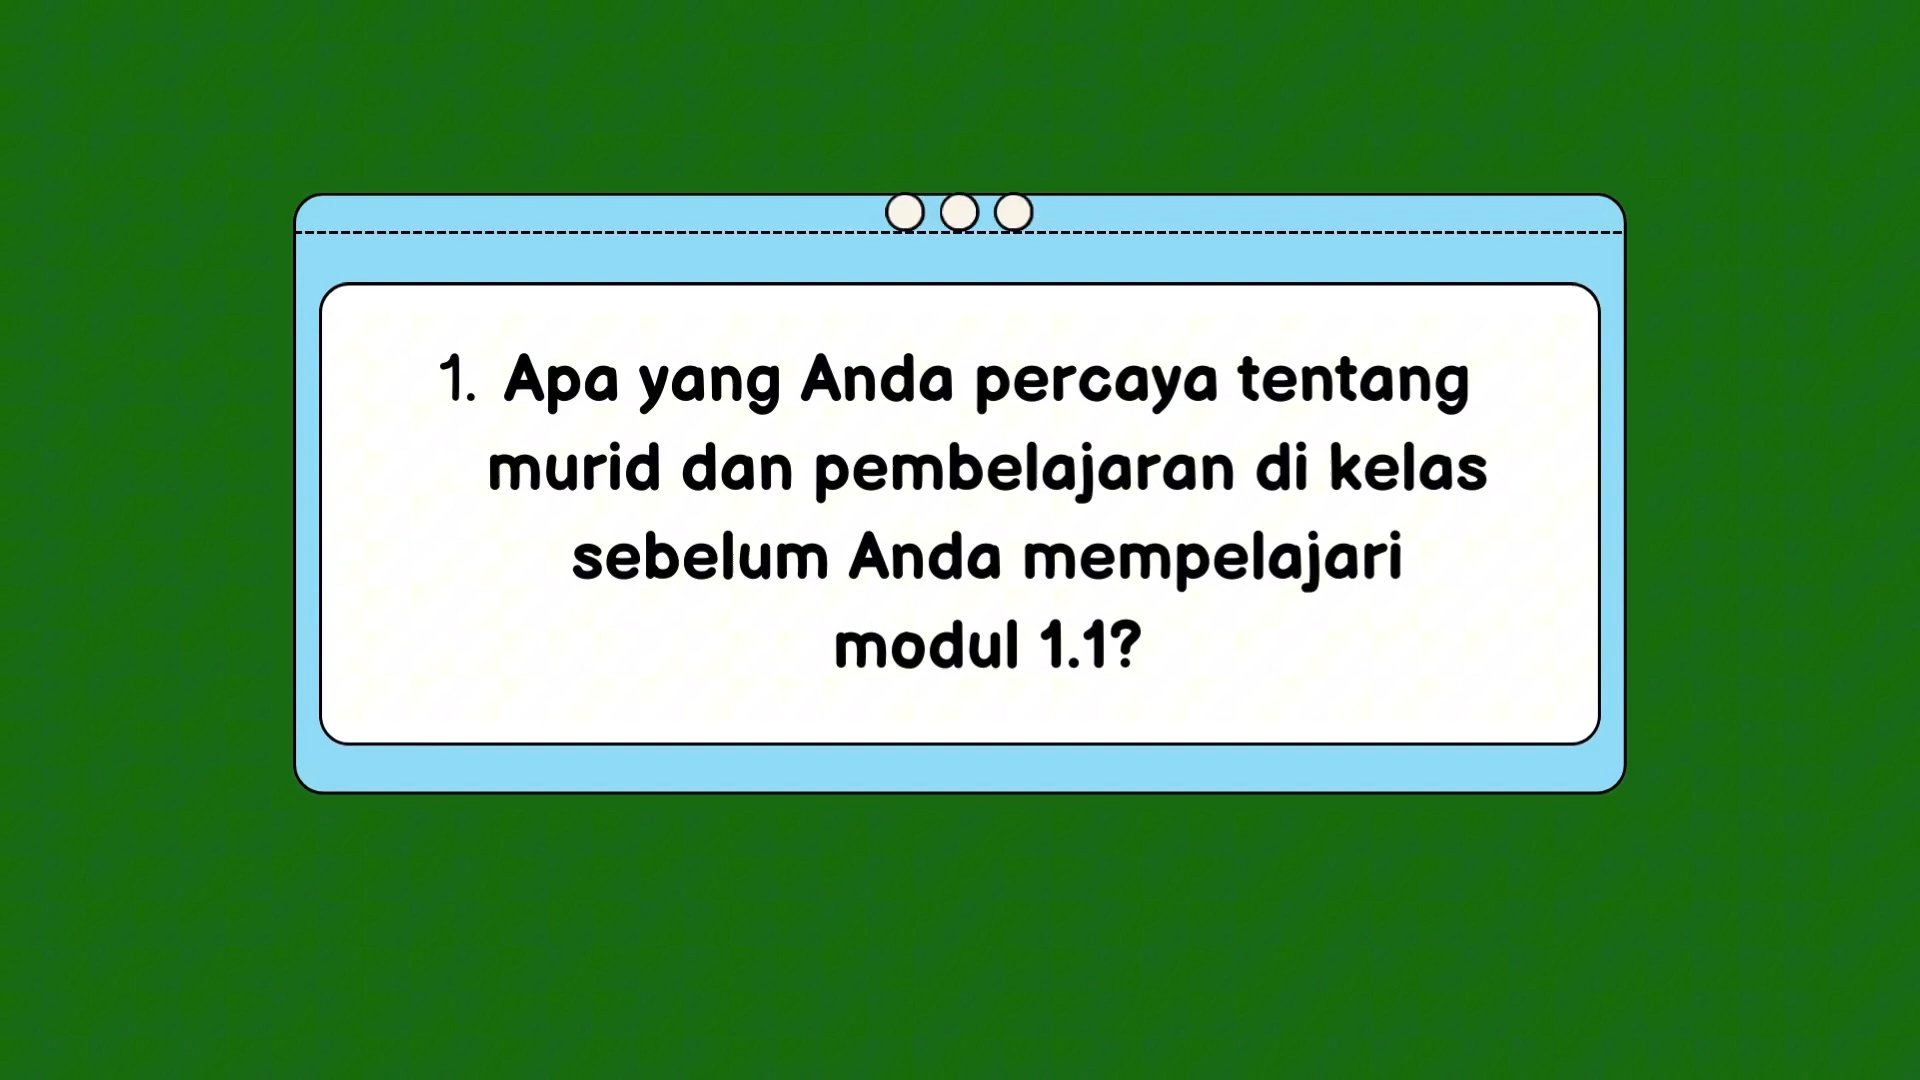 1. Apa yang Anda percaya tentang
murid dan pembelajaran di kelas
sebelum Anda mempelajari
modul 1.1?